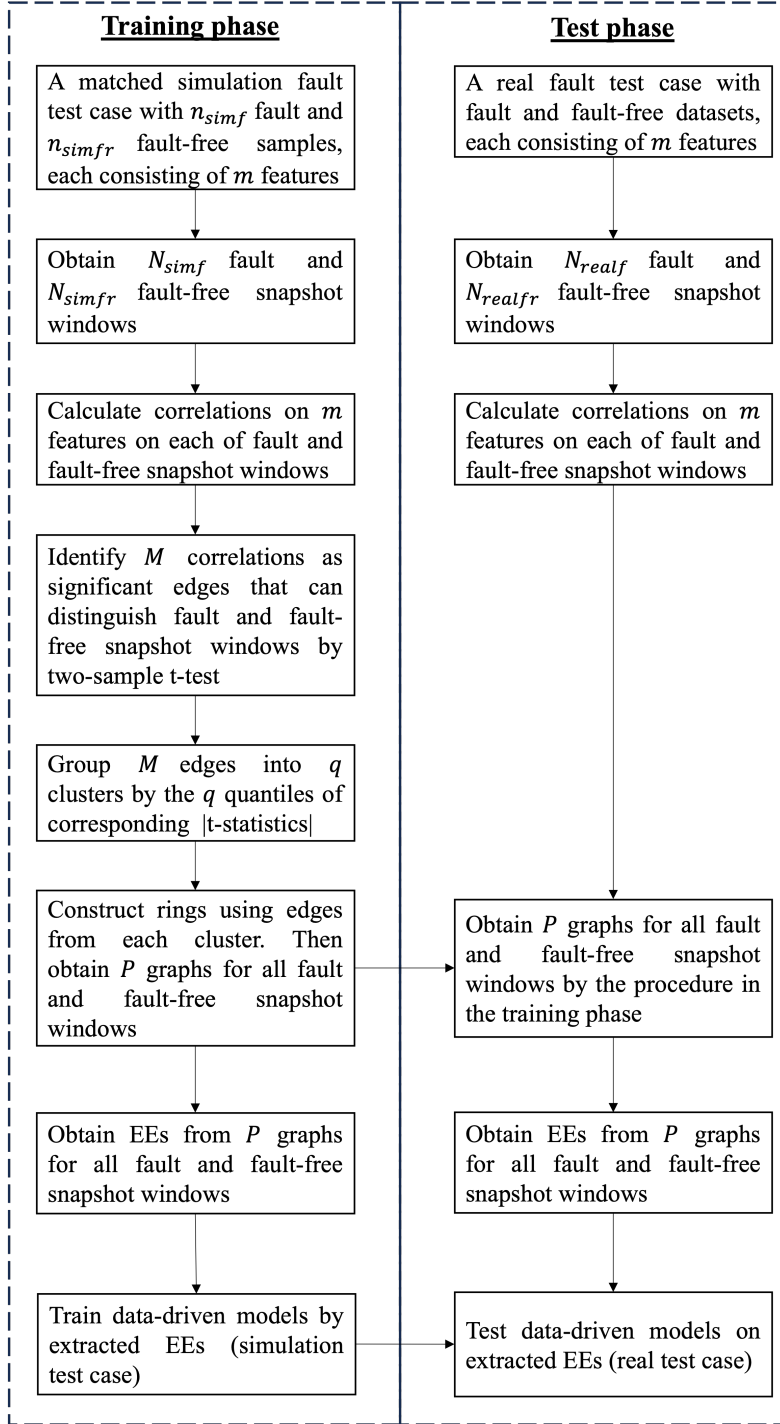 Training phase
A matched simulation fault
test case with n_simf fault and
n_simfr fault-free samples,
each consisting of m features
Obtain N_simf fault and
N_simfr fault-free snapshot
windows
Calculate correlations on m
features on each of fault and
fault-free snapshot windows
Identify M correlations as
significant edges that can
distinguish fault and fault-
free snapshot windows by
two-sample t-test
Group M edges into q
clusters by the q quantiles of
corresponding |t-statistics|
Construct rings using edges
from each cluster. Then
obtain P graphs for all fault
and fault-free snapshot
windows
Obtain EEs from P graphs
for all fault and fault-free
snapshot windows
Train data-driven models by
extracted EEs (simulation
test case)
Test phase
A real fault test case with
fault and fault-free datasets,
each consisting of m features
Obtain N_realf fault and
N_realfr fault-free snapshot
windows
Calculate correlations on m
features on each of fault and
fault-free snapshot windows
Obtain P graphs for all fault
and fault-free snapshot
windows by the procedure in
the training phase
Obtain EEs from P graphs
for all fault and fault-free
snapshot windows
Test data-driven models on
extracted EEs (real test case)